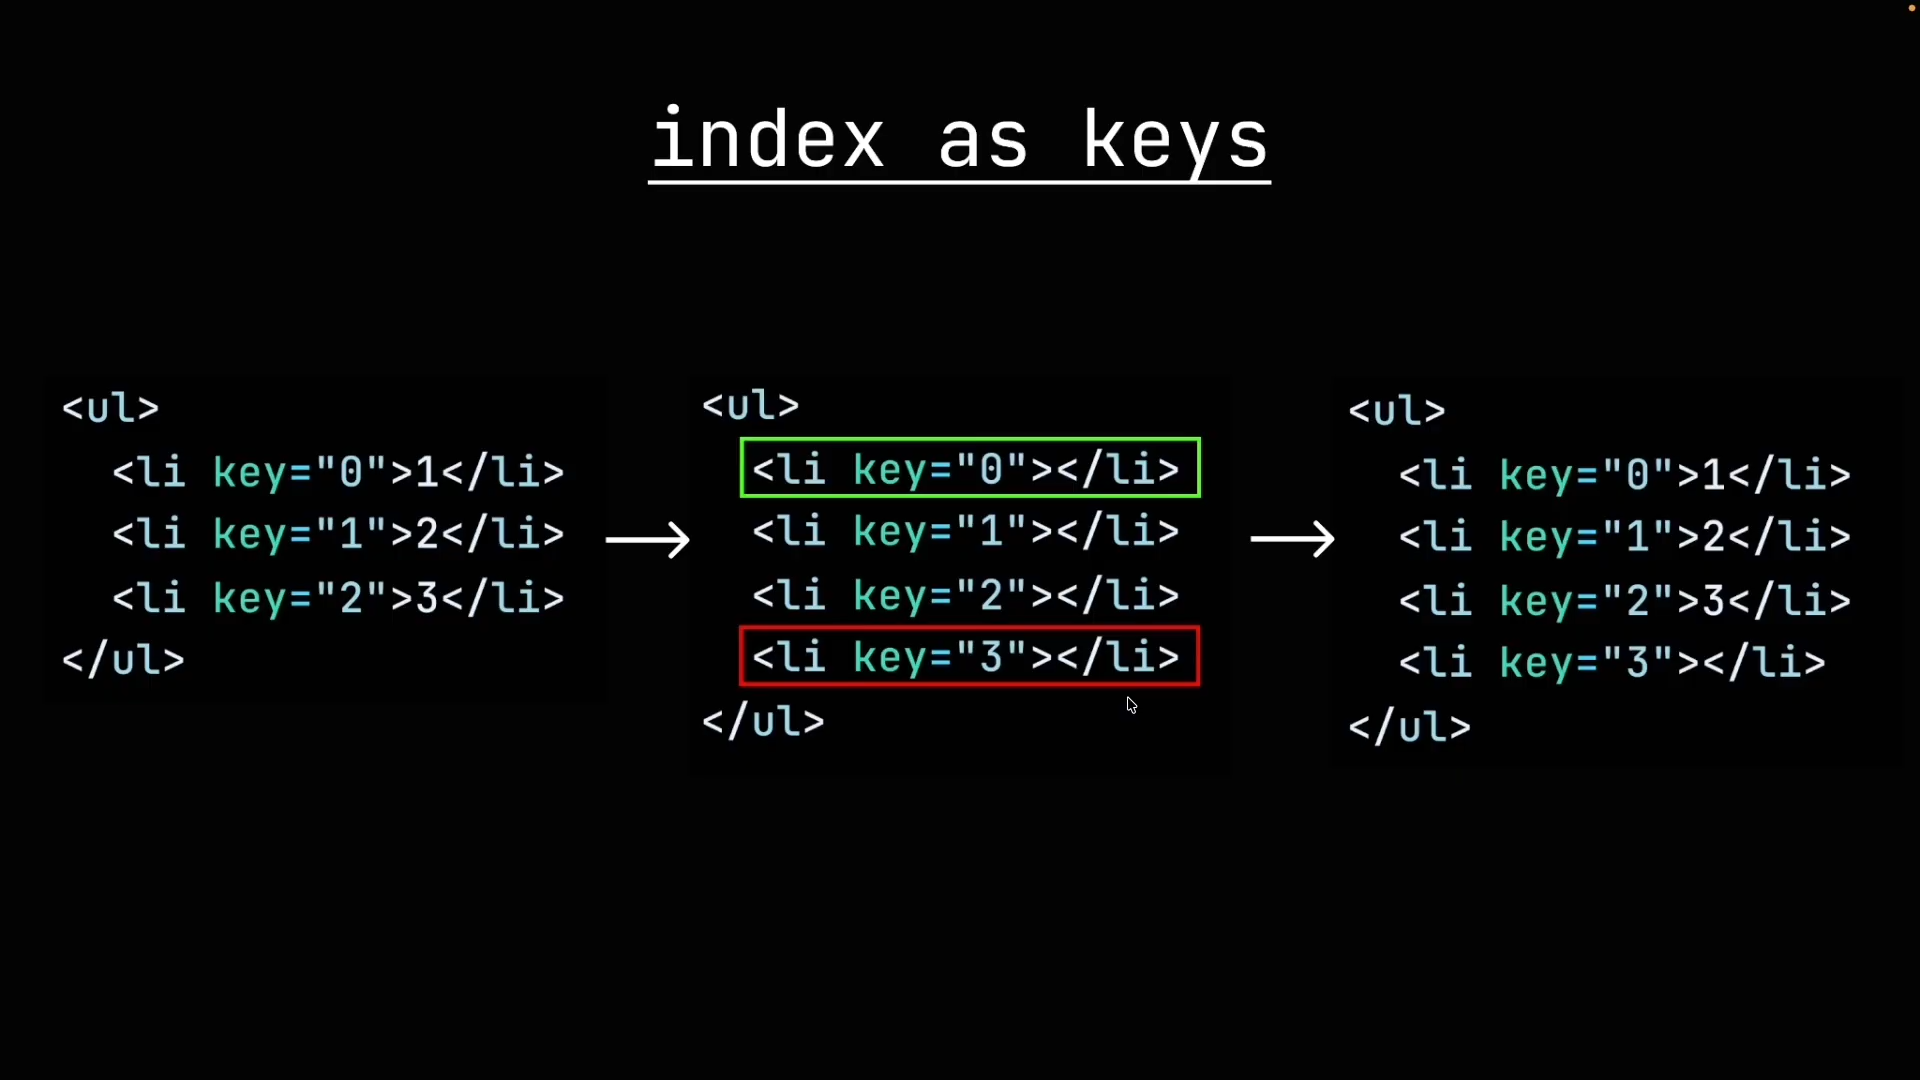 index as keys
<ul>
<li key="0">1</li>
<li key="1">2</li>
<li key="2">3</li>
</ul>
<ul>
<li key="0"></li>
<li key="1"></li>
<li key="2"></li>
<li key="3"></li>
</ul>
<ul>
<li key="0">1</li>
<li key="1">2</li>
<li key="2">3</li>
<li key="3"></li>
</ul>